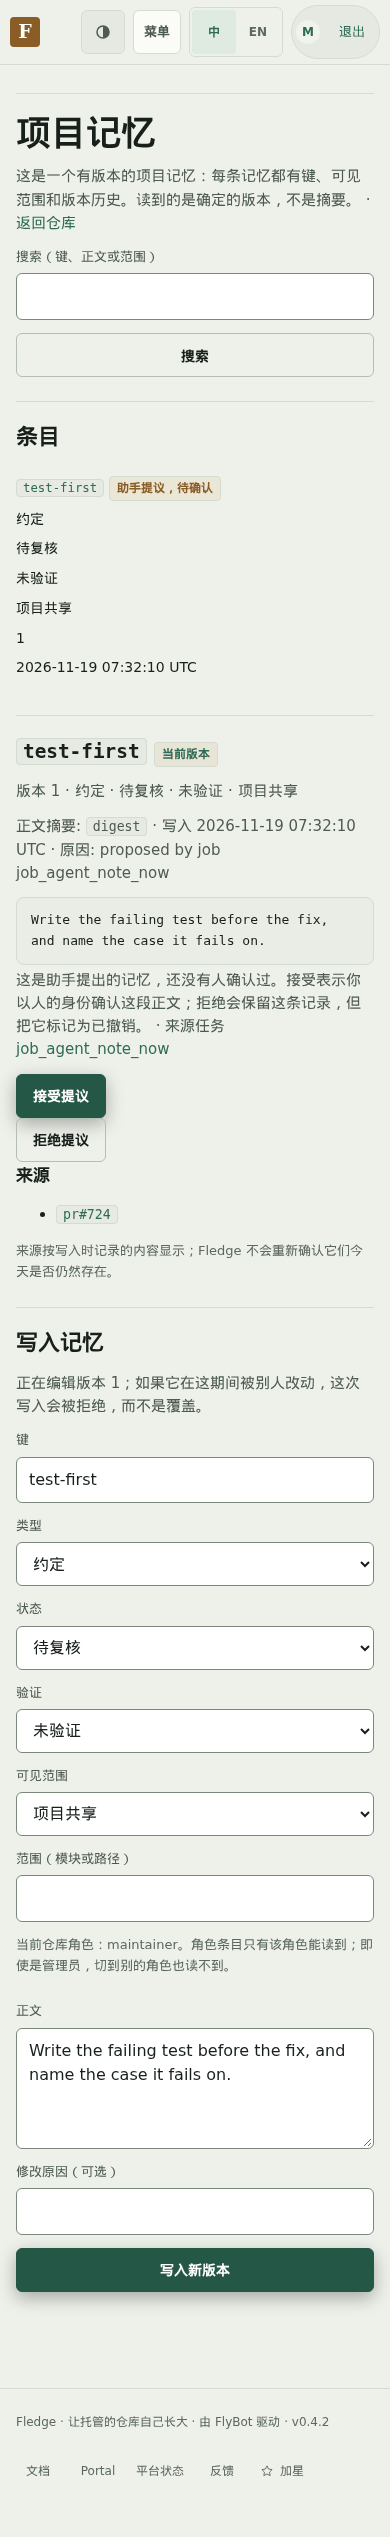 F 菜单 中 EN M 退出
项目记忆
这是一个有版本的项目记忆：每条记忆都有键、可见
范围和版本历史。读到的是确定的版本，不是摘要。 ·
返回仓库
搜索（键、正文或范围）
搜索
条目
test-first 助手提议，待确认
约定
待复核
未验证
项目共享
1
2026-11-19 07:32:10 UTC
test-first 当前版本
版本 1 · 约定 · 待复核 · 未验证 · 项目共享
正文摘要: digest · 写入 2026-11-19 07:32:10
UTC · 原因: proposed by job
job_agent_note_now
Write the failing test before the fix,
and name the case it fails on.
这是助手提出的记忆，还没有人确认过。接受表示你
以人的身份确认这段正文；拒绝会保留这条记录，但
把它标记为已撤销。 · 来源任务
job_agent_note_now
接受提议
拒绝提议
来源
• pr#724
来源按写入时记录的内容显示；Fledge 不会重新确认它们今
天是否仍然存在。
写入记忆
正在编辑版本 1；如果它在这期间被别人改动，这次
写入会被拒绝，而不是覆盖。
键
test-first
类型
约定
状态
待复核
验证
未验证
可见范围
项目共享
范围（模块或路径）
当前仓库角色：maintainer。角色条目只有该角色能读到；即
使是管理员，切到别的角色也读不到。
正文
Write the failing test before the fix, and
name the case it fails on.
修改原因（可选）
写入新版本
Fledge · 让托管的仓库自己长大 · 由 FlyBot 驱动 · v0.4.2
文档 Portal 平台状态 反馈 ☆ 加星